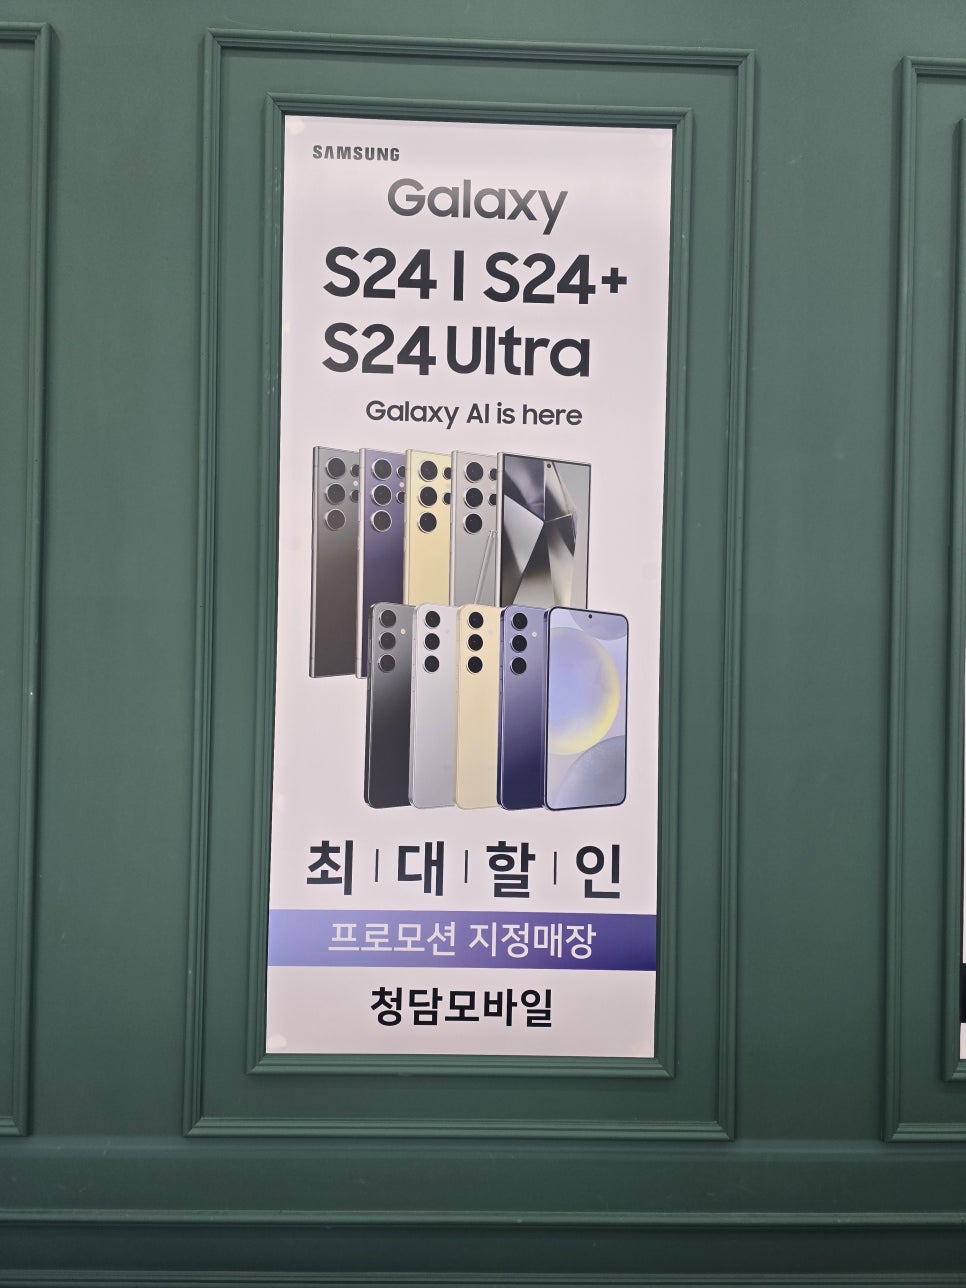 SAMSUNG
Galaxy
S24 | S24+
S24 Ultra
Galaxy AI is here
최 | 대 | 할 | 인
프로모션 지정매장
청담모바일